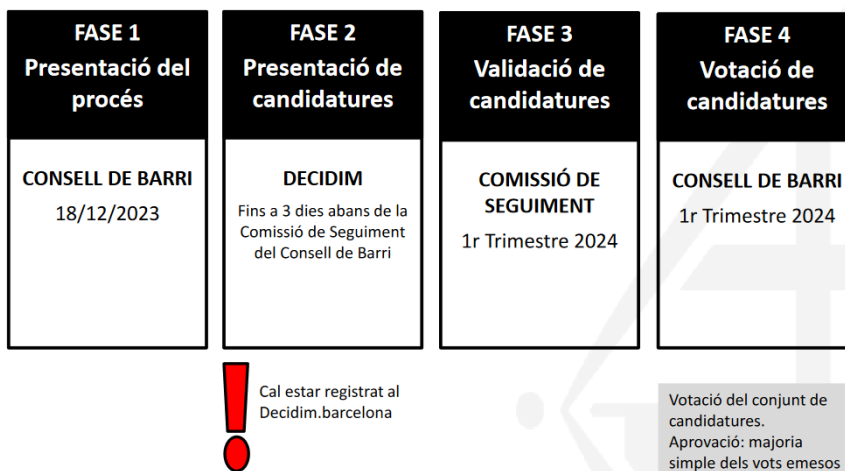 FASE 1
Presentació del
procés
CONSELL DE BARRI
18/12/2023
FASE 2
Presentació de
candidatures
DECIDIM
Fins a 3 dies abans de la
Comissió de Seguiment
del Consell de Barri
Cal estar registrat al
Decidim.barcelona
FASE 3
Validació de
candidatures
COMISSIÓ DE
SEGUIMENT
1r Trimestre 2024
FASE 4
Votació de
candidatures
CONSELL DE BARRI
1r Trimestre 2024
Votació del conjunt de
candidatures.
Aprovació: majoria
simple dels vots emesos